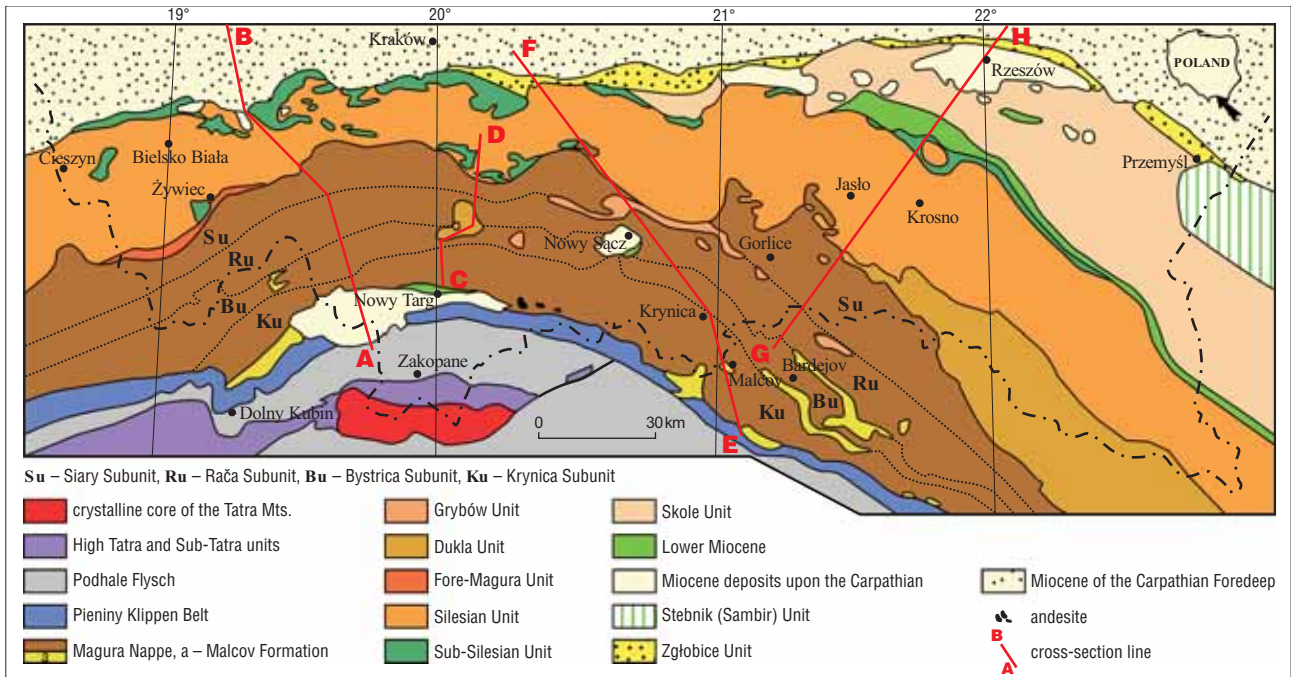 19° 20° 21° 22°
B
H
Kraków
F
POLAND
Rzeszów
D
Cieszyn
Bielsko Biała
Przemyśl
Żywiec
Jasło
Krosno
Su
Nowy Sącz
Ru
Gorlice
Bu
C
Ku
Nowy Targ
Krynica
Su
G
A
Zakopane
Malcov
Bardejov
Ru
Dolny Kubin
0 30 km
Ku
Bu
E
Su – Siary Subunit, Ru – Rača Subunit, Bu – Bystrica Subunit, Ku – Krynica Subunit
crystalline core of the Tatra Mts.
High Tatra and Sub-Tatra units
Podhale Flysch
Pieniny Klippen Belt
Magura Nappe, a – Malcov Formation
Grybów Unit
Dukla Unit
Fore-Magura Unit
Silesian Unit
Sub-Silesian Unit
Skole Unit
Lower Miocene
Miocene deposits upon the Carpathian
Stebnik (Sambir) Unit
Zgłobice Unit
Miocene of the Carpathian Foredeep
andesite
B
cross-section line
A